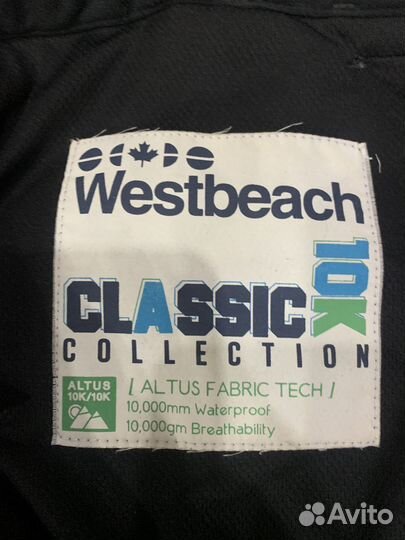 Westbeach
CLASSIC 10K
COLLECTION
ALTUS
10K/10K
[ ALTUS FABRIC TECH ]
10,000mm Waterproof
10,000gm Breathability
Avito